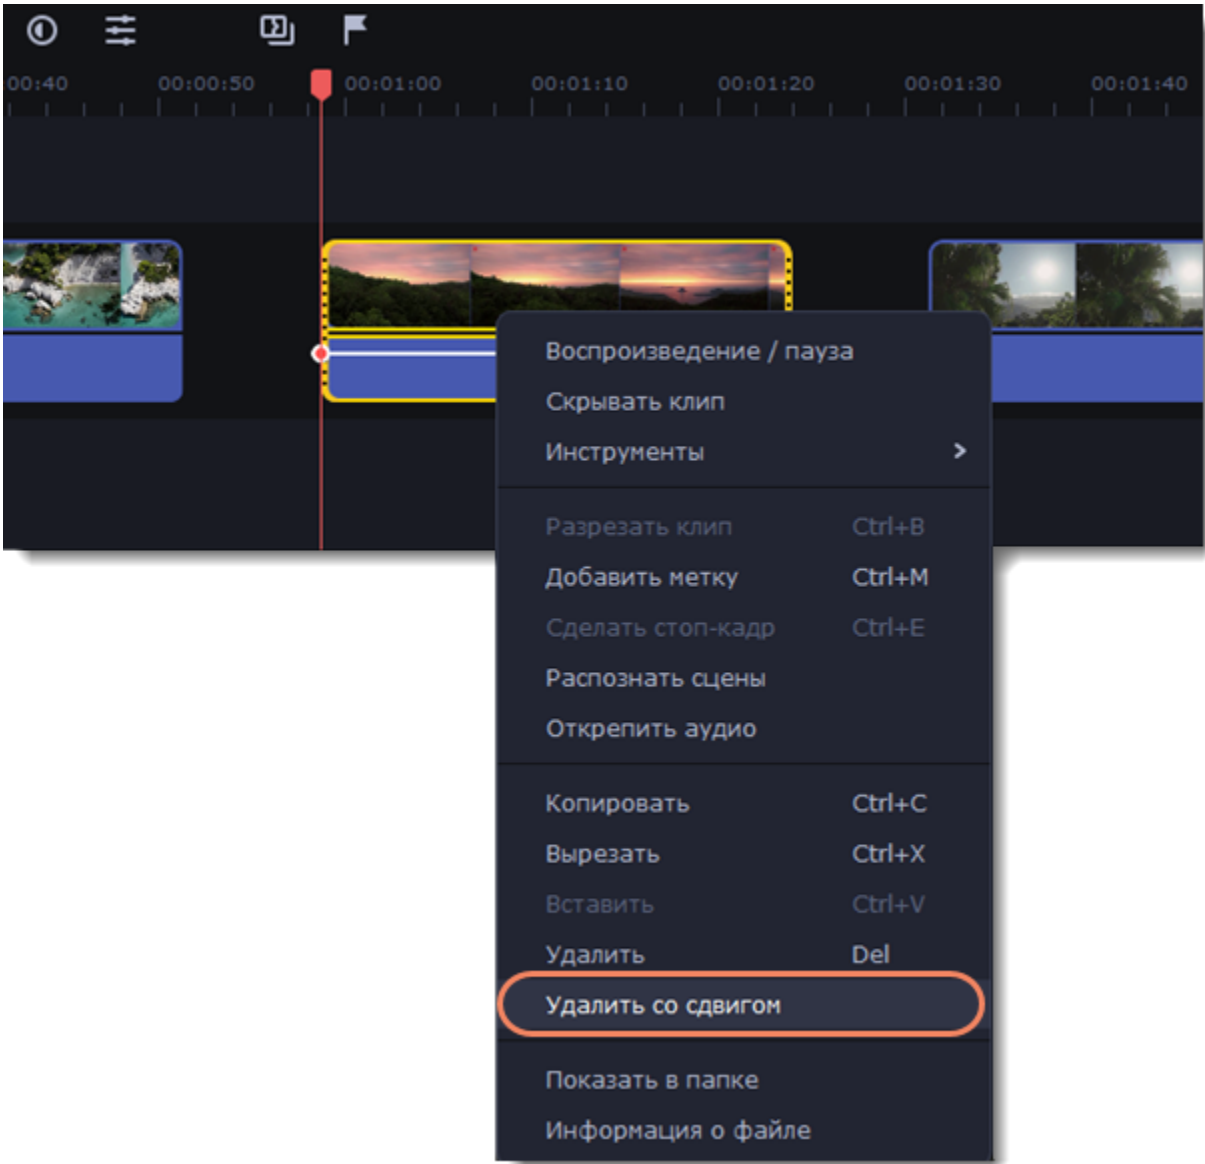 00:40 00:00:50 00:01:00 00:01:10 00:01:20 00:01:30 00:01:40
Воспроизведение / пауза
Скрывать клип
Инструменты
Разрезать клип Ctrl+B
Добавить метку Ctrl+M
Сделать стоп-кадр Ctrl+E
Распознать сцены
Открепить аудио
Копировать Ctrl+C
Вырезать Ctrl+X
Вставить Ctrl+V
Удалить Del
Удалить со сдвигом
Показать в папке
Информация о файле